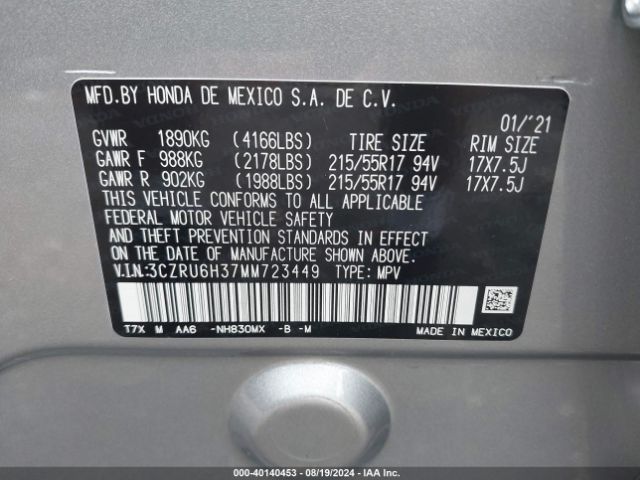 MFD.BY HONDA DE MEXICO S.A. DE C.V.
01/'21
GVWR 1890KG (4166LBS) TIRE SIZE RIM SIZE
GAWR F 988KG (2178LBS) 215/55R17 94V 17X7.5J
GAWR R 902KG (1988LBS) 215/55R17 94V 17X7.5J
THIS VEHICLE CONFORMS TO ALL APPLICABLE
FEDERAL MOTOR VEHICLE SAFETY
AND THEFT PREVENTION STANDARDS IN EFFECT
ON THE DATE OF MANUFACTURE SHOWN ABOVE.
V.I.N:3CZRU6H37MM723449 TYPE: MPV
T7X M AA6 -NH830MX -B -M MADE IN MEXICO
000-40140453 - 08/19/2024 - IAA Inc.